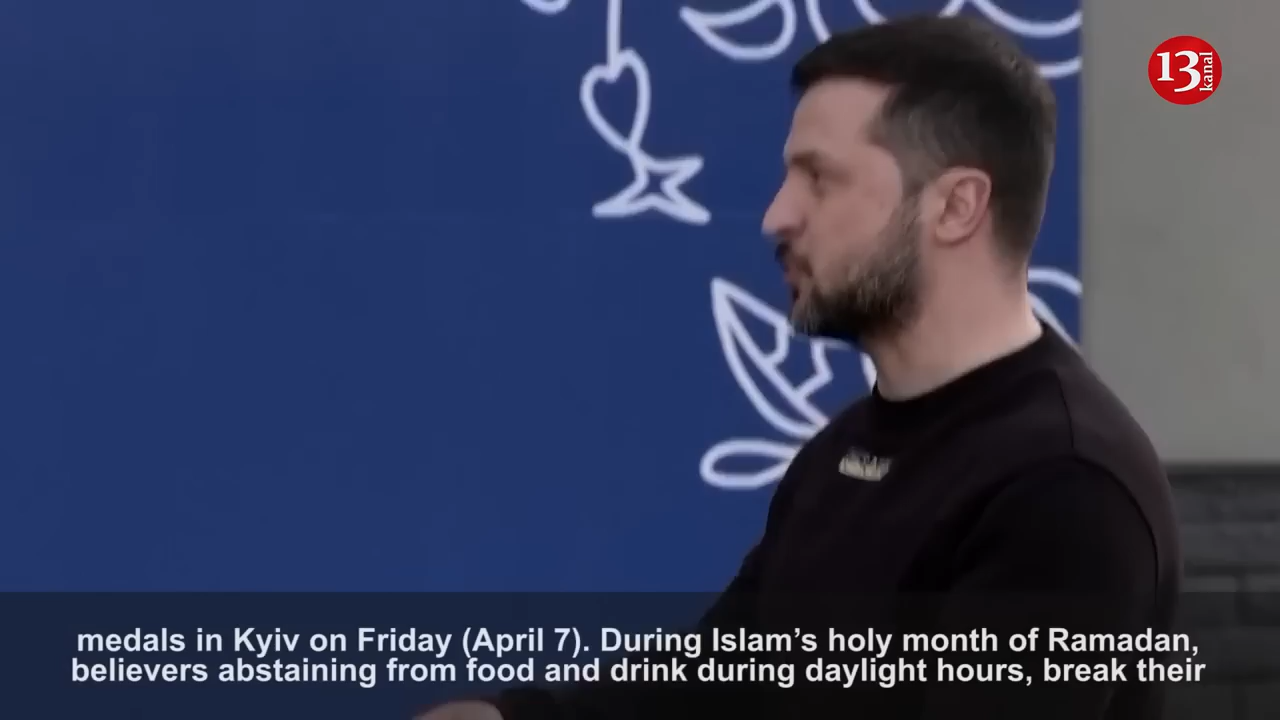 13
kanal
medals in Kyiv on Friday (April 7). During Islam’s holy month of Ramadan,
believers abstaining from food and drink during daylight hours, break their